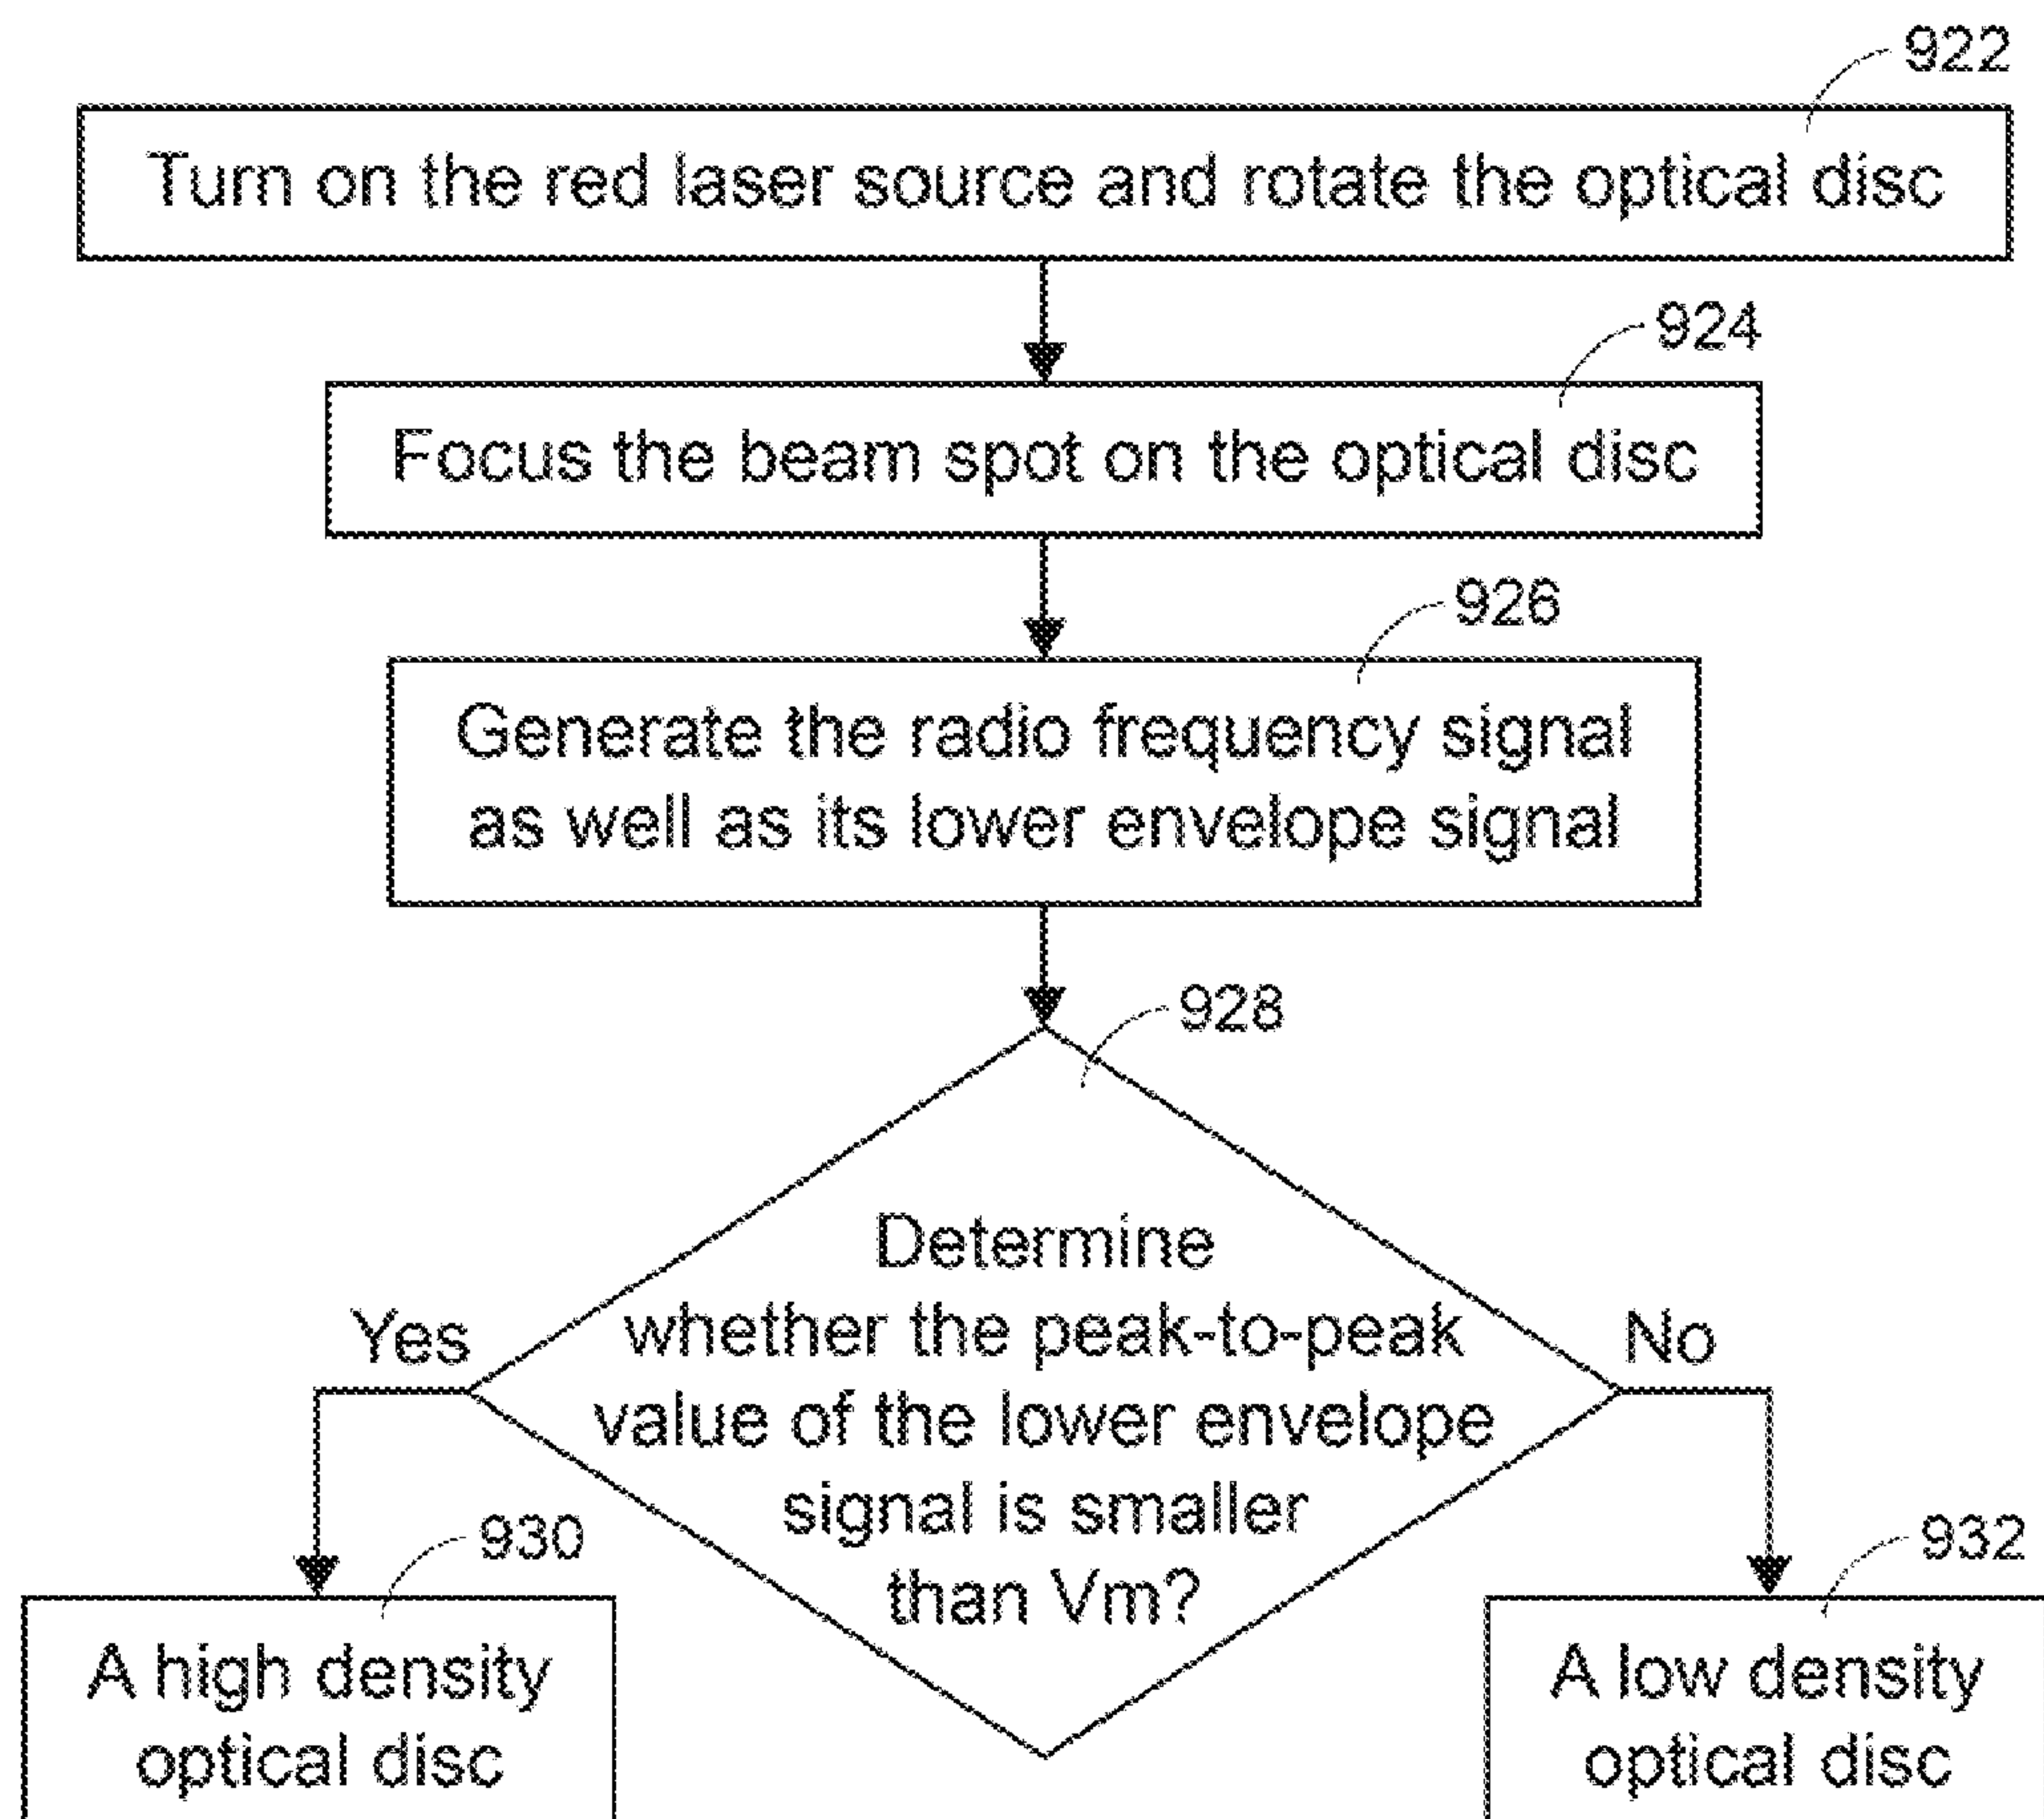 922
Turn on the red laser source and rotate the optical disc
924
Focus the beam spot on the optical disc
926
Generate the radio frequency signal
as well as its lower envelope signal
928
Determine
whether the peak-to-peak
value of the lower envelope
signal is smaller
than Vm?
Yes
No
930
A high density
optical disc
932
A low density
optical disc